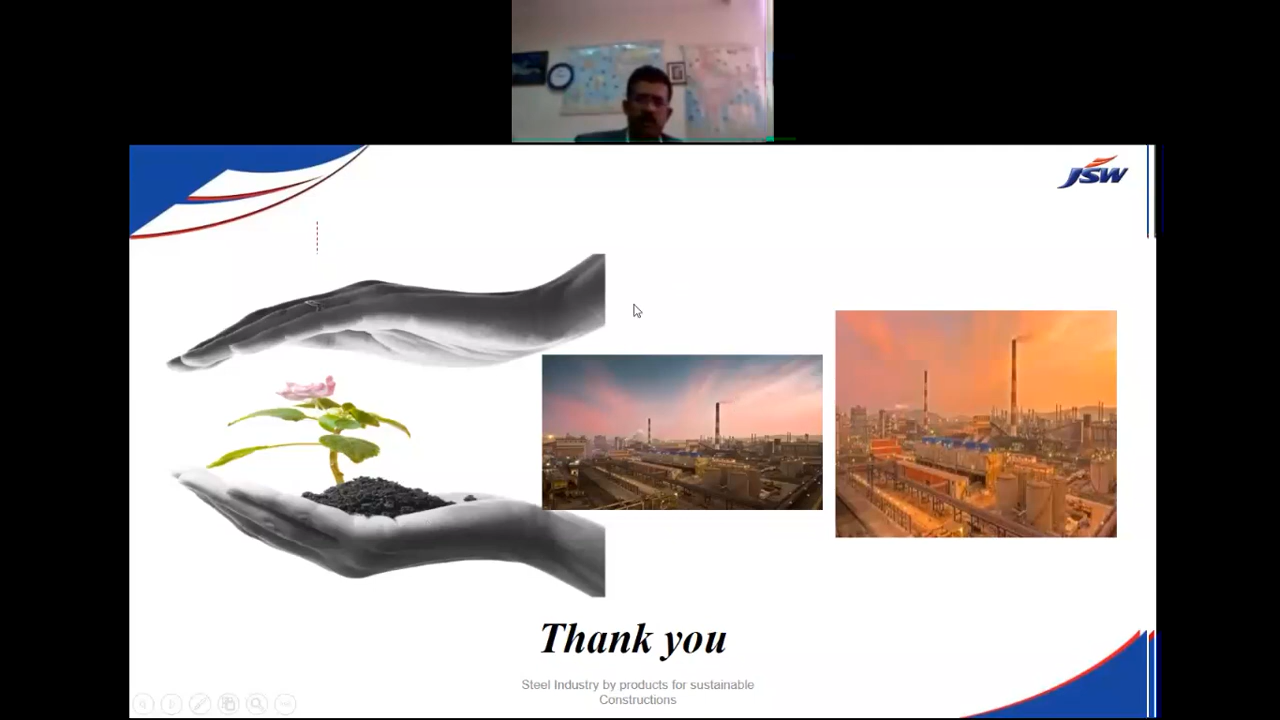 JSW
Thank you
Steel Industry by products for sustainable
Constructions